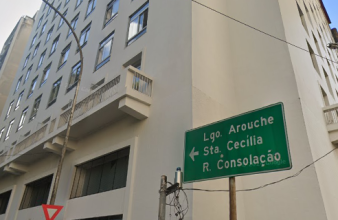 Lgo. Arouche
Sta. Cecília
R. Consolação